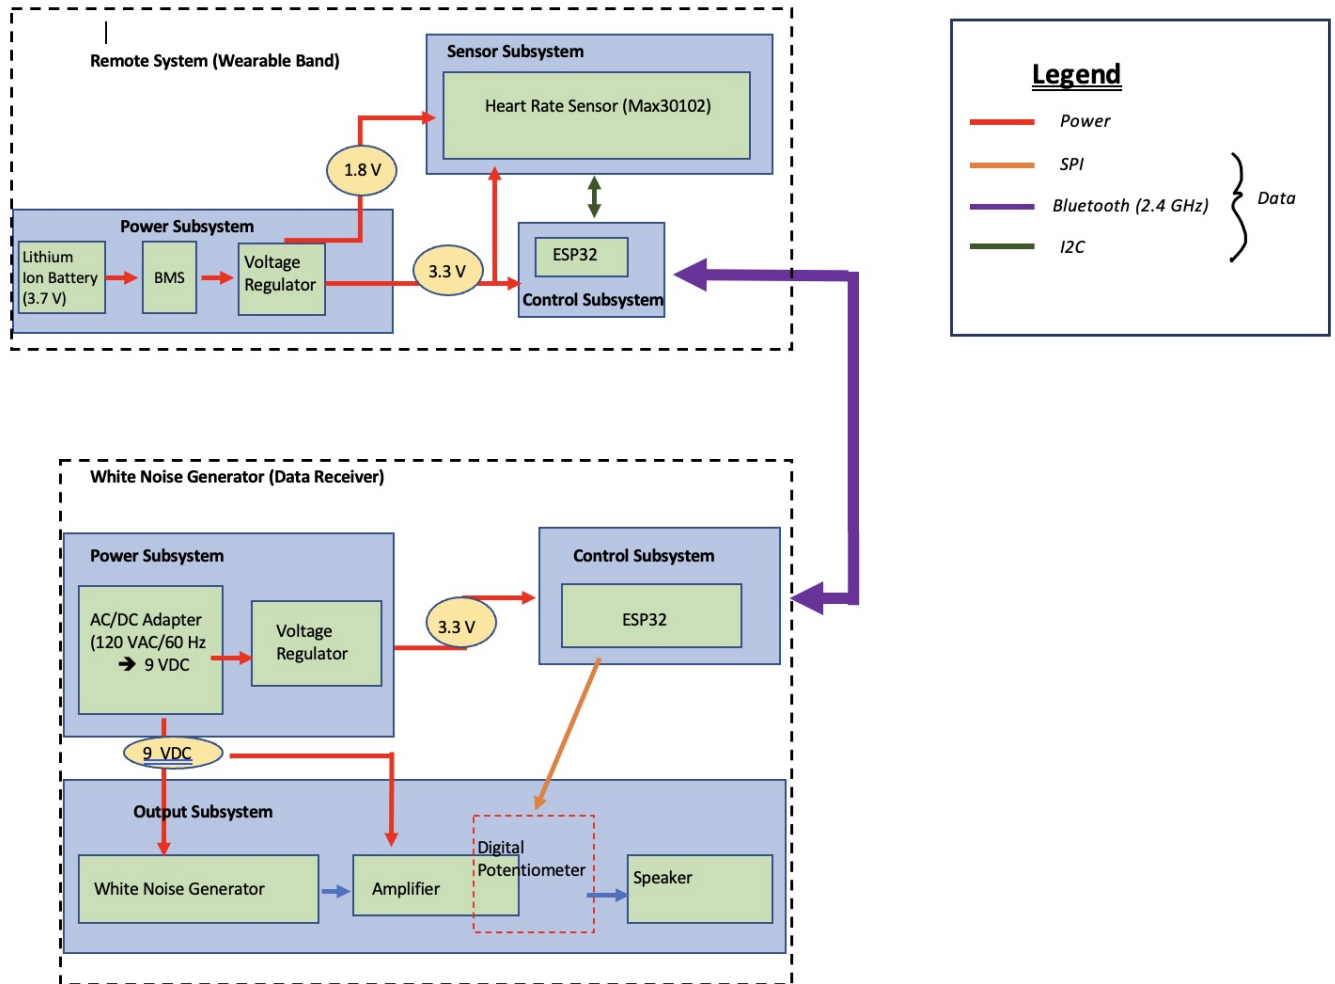 Remote System (Wearable Band)
Sensor Subsystem
Heart Rate Sensor (Max30102)
1.8 V
Power Subsystem
Lithium
Ion Battery
(3.7 V)
BMS
Voltage
Regulator
3.3 V
ESP32
Control Subsystem
Legend
Power
SPI
Bluetooth (2.4 GHz)
I2C
Data
White Noise Generator (Data Receiver)
Power Subsystem
AC/DC Adapter
(120 VAC/60 Hz
➔ 9 VDC
Voltage
Regulator
3.3 V
Control Subsystem
ESP32
9 VDC
Output Subsystem
White Noise Generator
Amplifier
Digital
Potentiometer
Speaker